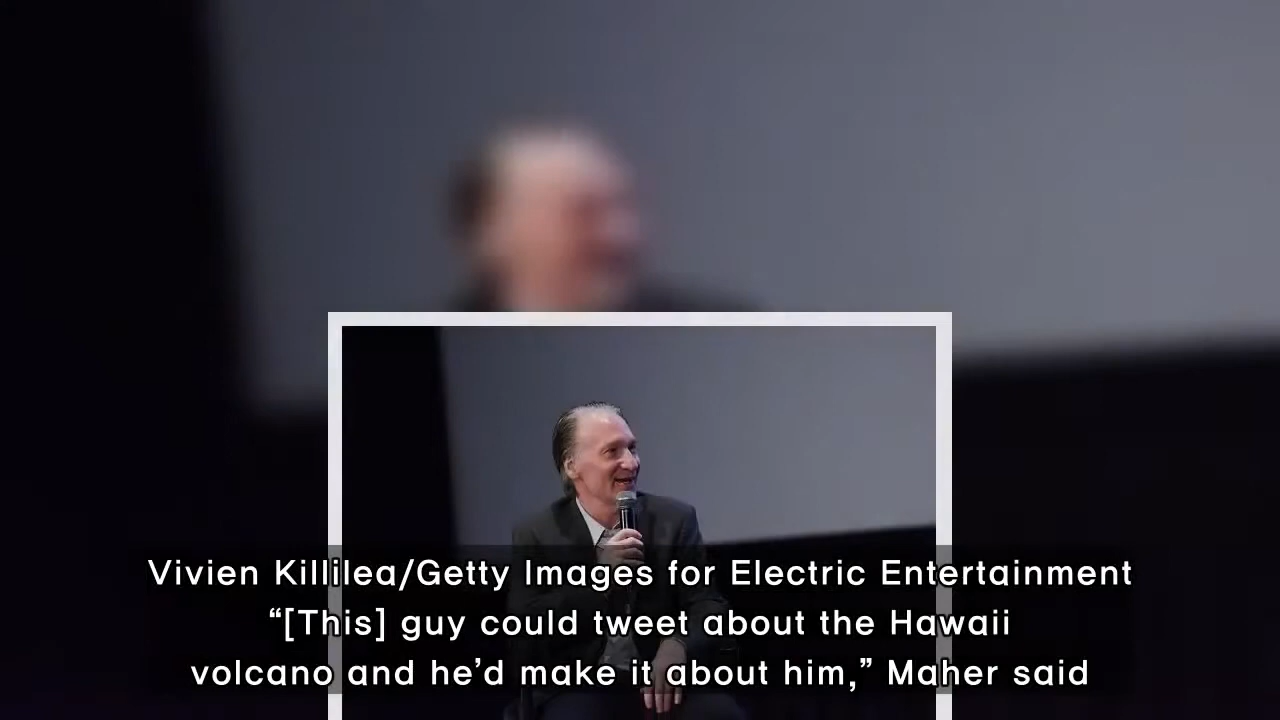 Vivien Killilea/Getty Images for Electric Entertainment
“[This] guy could tweet about the Hawaii
volcano and he’d make it about him,” Maher said